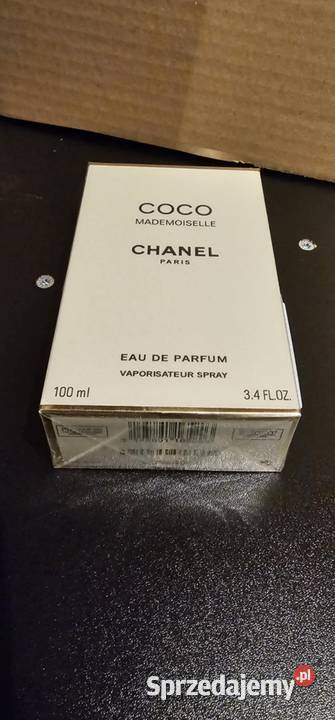 COCO
MADEMOISELLE
CHANEL
PARIS
EAU DE PARFUM
VAPORISATEUR SPRAY
100 ml
3.4 FL.OZ.
Sprzedajemy.pl